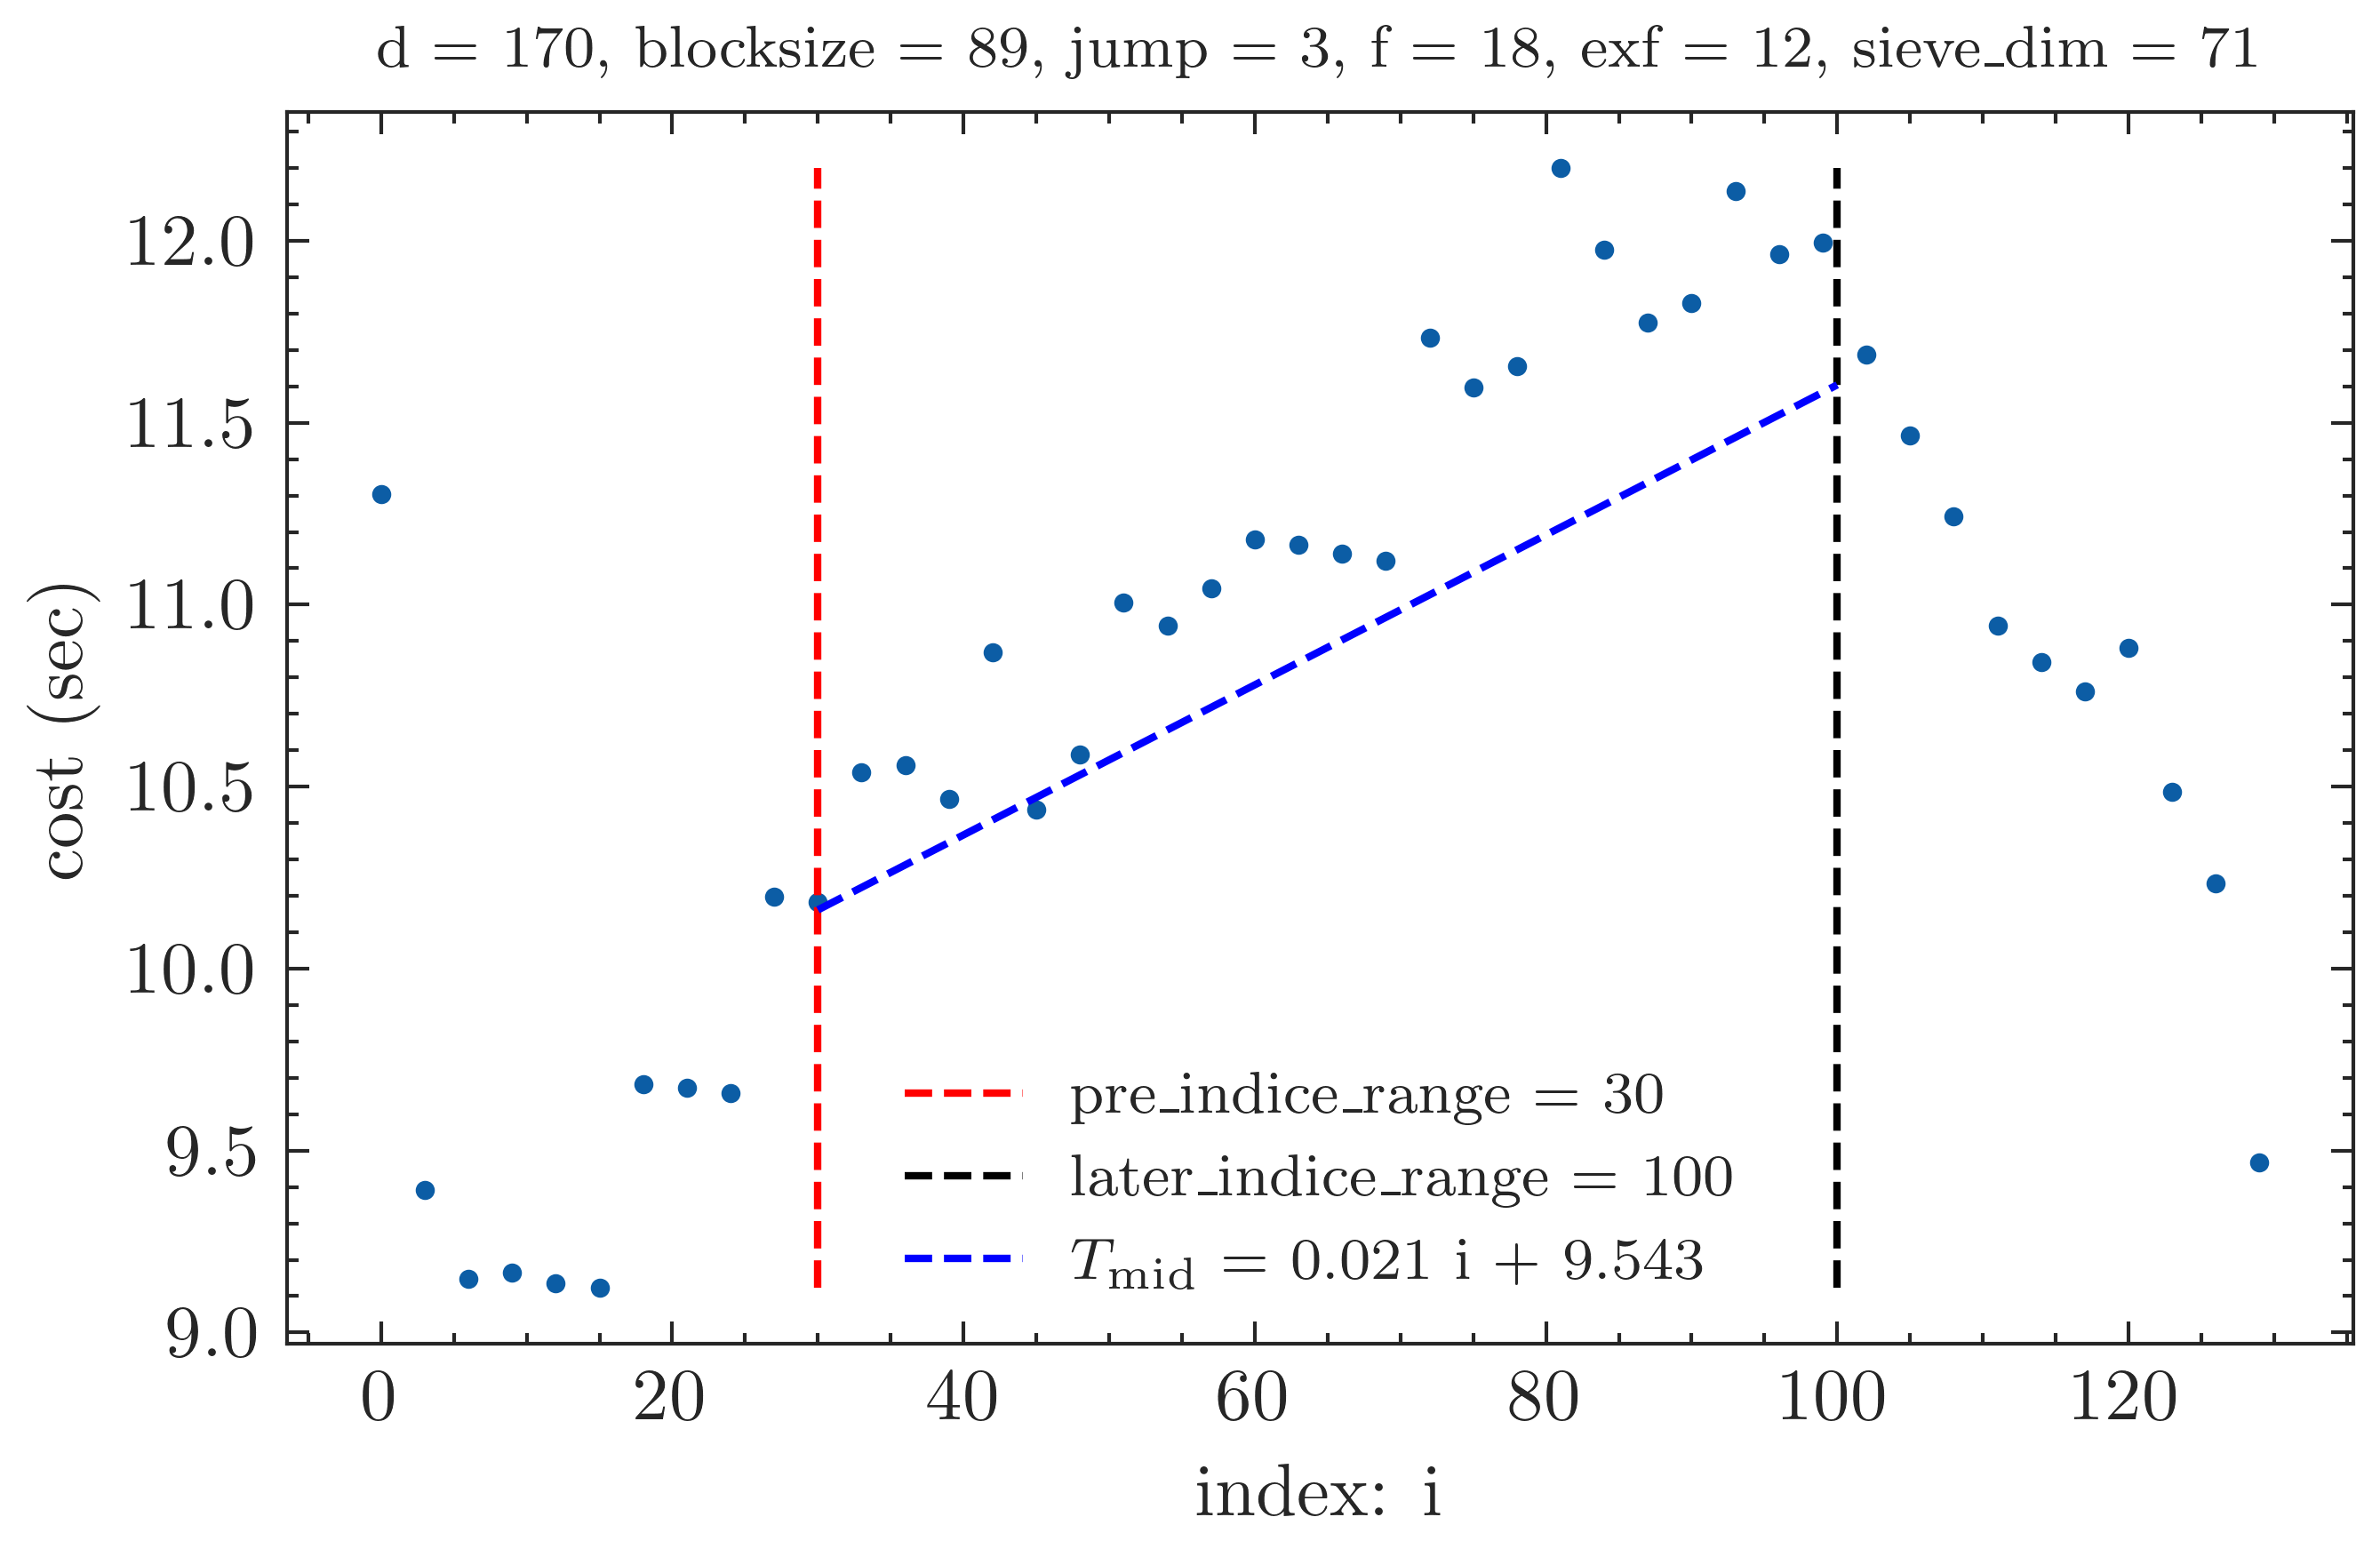 d = 170, blocksize = 89, jump = 3, f = 18, exf = 12, sieve_dim = 71
cost (sec)
12.0
11.5
11.0
10.5
10.0
9.5
9.0
pre_indice_range = 30
later_indice_range = 100
T_mid = 0.021 i + 9.543
0 20 40 60 80 100 120
index: i